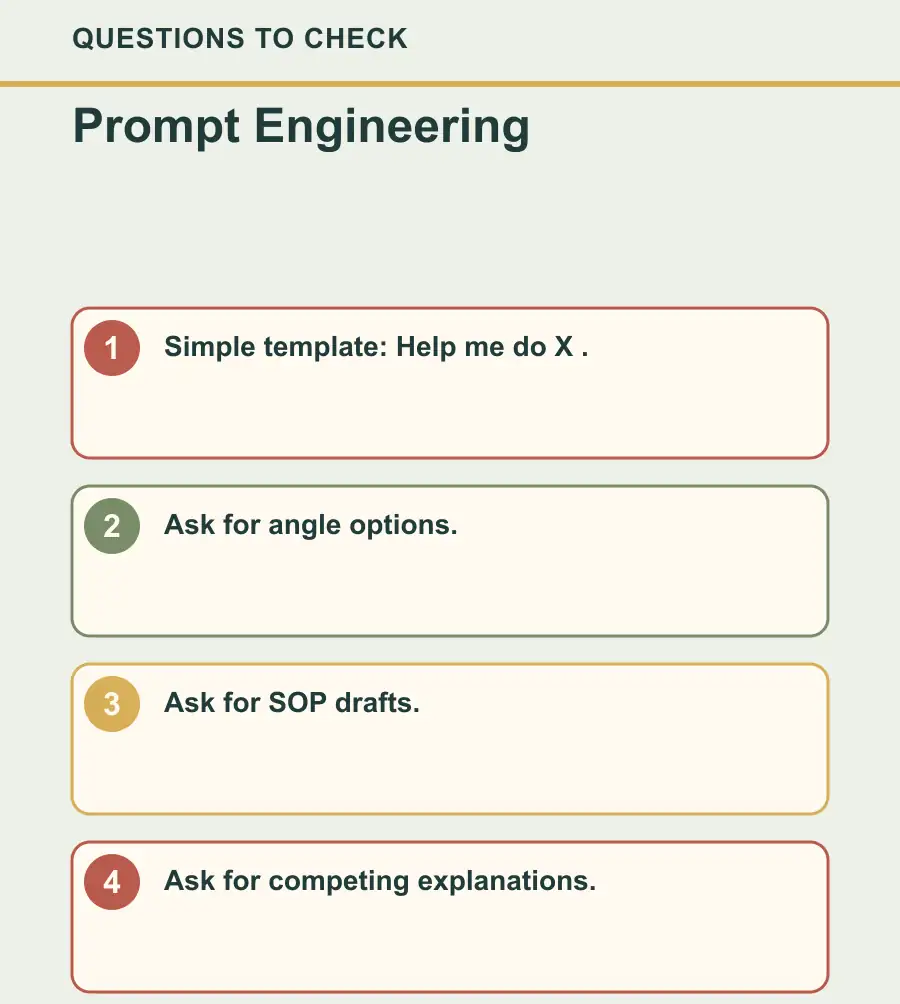 QUESTIONS TO CHECK
Prompt Engineering
1 Simple template: Help me do X .
2 Ask for angle options.
3 Ask for SOP drafts.
4 Ask for competing explanations.